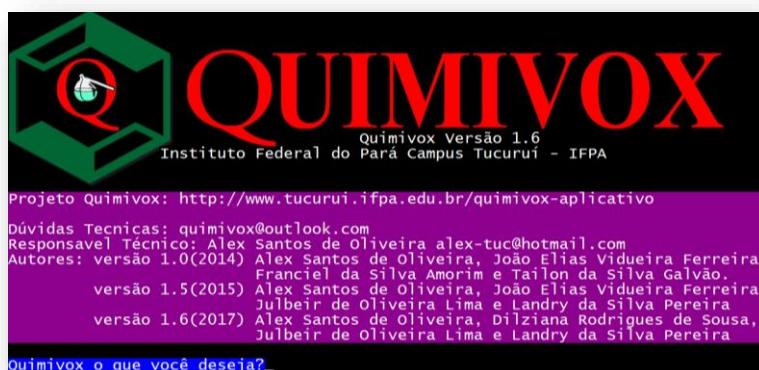 Q QUIMIVOX
Quimivox Versão 1.6
Instituto Federal do Pará Campus Tucuruí - IFPA
Projeto Quimivox: http://www.tucurui.ifpa.edu.br/quimivox-aplicativo
Dúvidas Tecnicas: quimivox@outlook.com
Responsavel Técnico: Alex Santos de Oliveira alex-tuc@hotmail.com
Autores: versão 1.0(2014) Alex Santos de Oliveira, João Elias Vidueira Ferreira
Franciel da Silva Amorim e Tailon da Silva Galvão.
versão 1.5(2015) Alex Santos de Oliveira, João Elias Vidueira Ferreira
Julbeir de Oliveira Lima e Landry da Silva Pereira
versão 1.6(2017) Alex Santos de Oliveira, Dilziana Rodrigues de Sousa,
Julbeir de Oliveira Lima e Landry da Silva Pereira
Quimivox o que você deseja?_